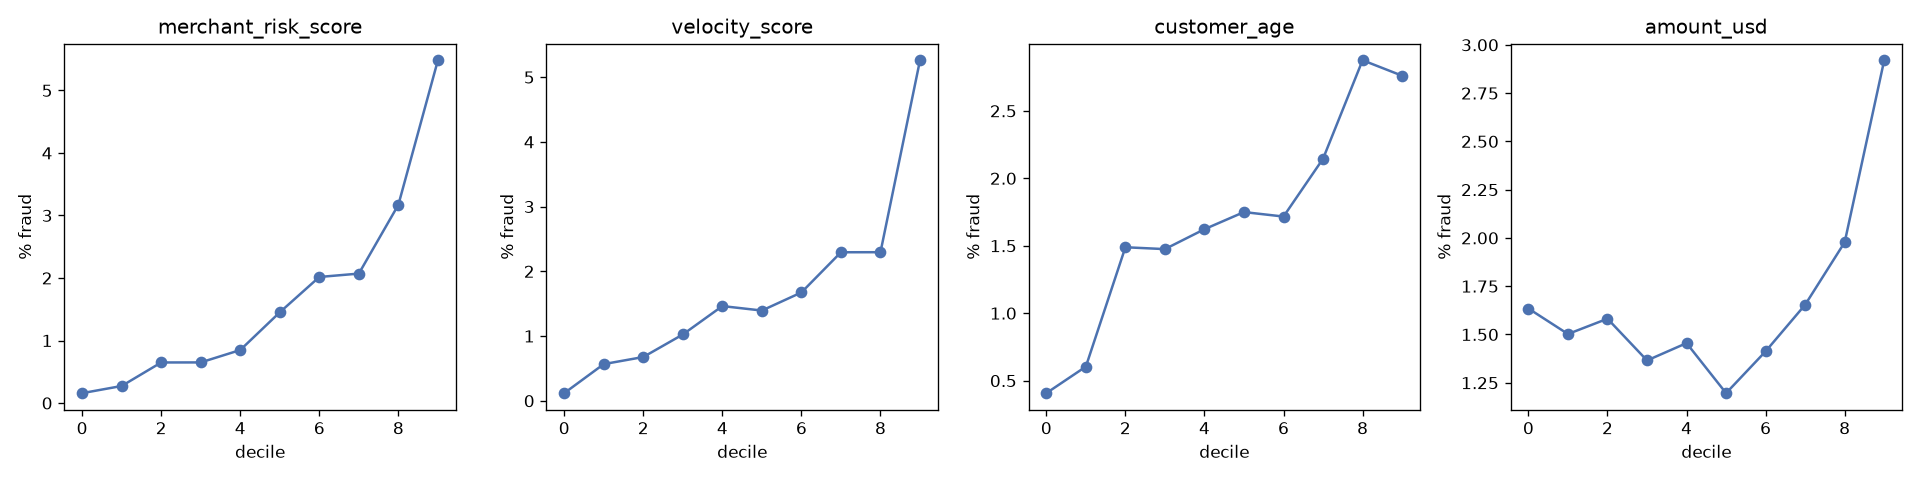 merchant_risk_score
% fraud
5
4
3
2
1
0
0 2 4 6 8
decile
velocity_score
% fraud
5
4
3
2
1
0
0 2 4 6 8
decile
customer_age
% fraud
2.5
2.0
1.5
1.0
0.5
0 2 4 6 8
decile
amount_usd
% fraud
3.00
2.75
2.50
2.25
2.00
1.75
1.50
1.25
0 2 4 6 8
decile